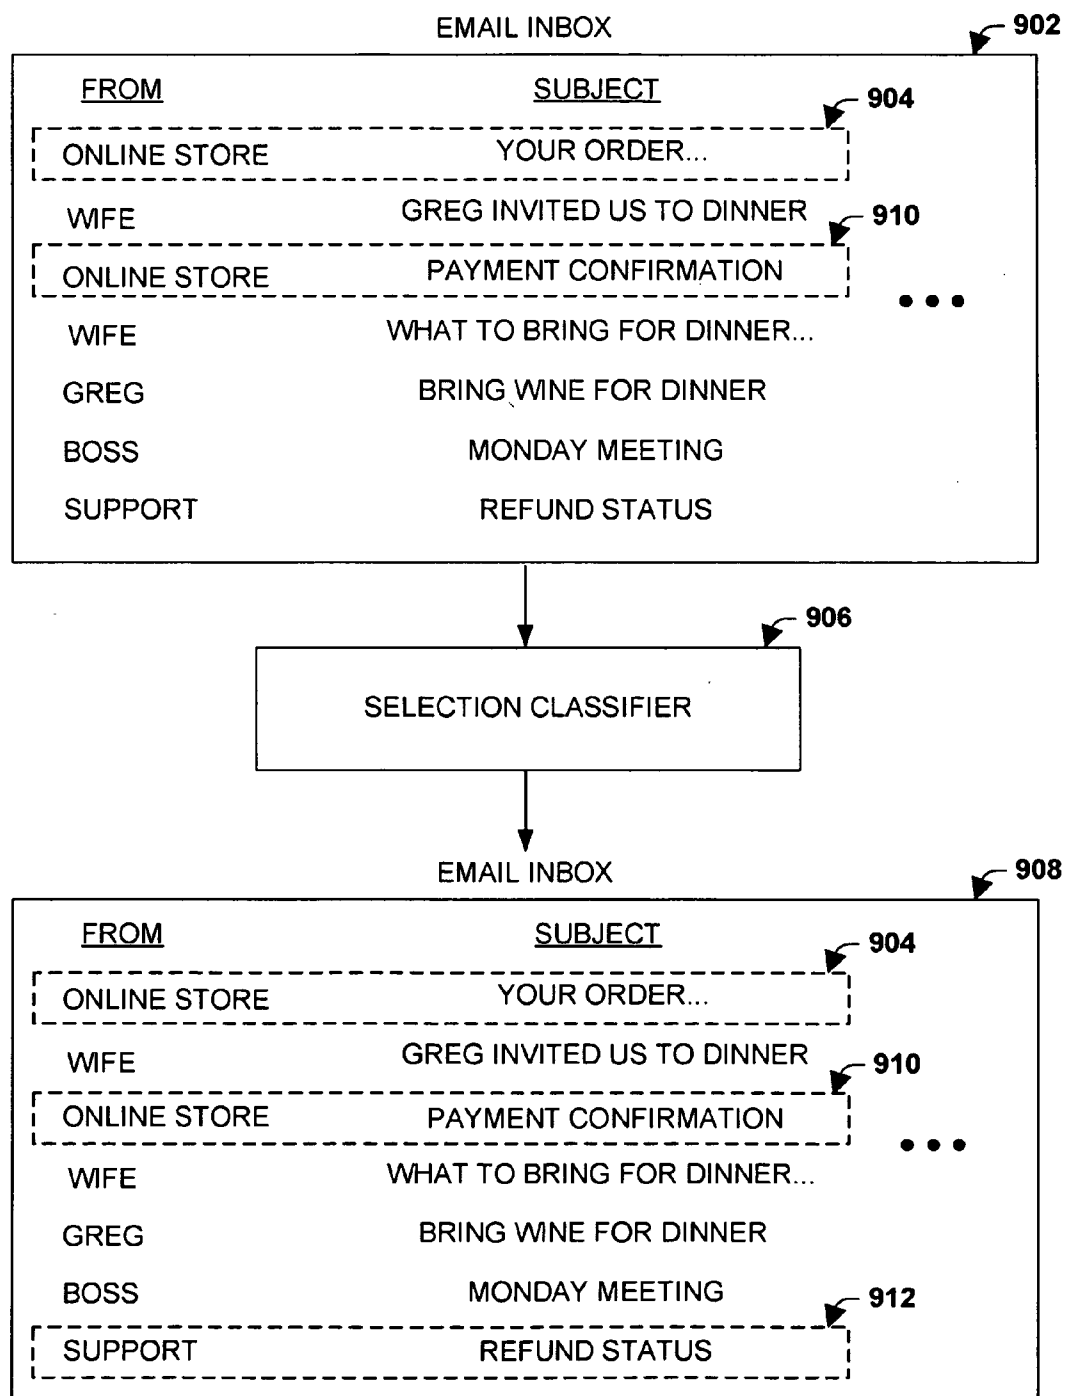 EMAIL INBOX
902
FROM SUBJECT
904
ONLINE STORE YOUR ORDER...
WIFE GREG INVITED US TO DINNER
910
ONLINE STORE PAYMENT CONFIRMATION
WIFE WHAT TO BRING FOR DINNER...
GREG BRING WINE FOR DINNER
BOSS MONDAY MEETING
SUPPORT REFUND STATUS
906
SELECTION CLASSIFIER
EMAIL INBOX
908
FROM SUBJECT
904
ONLINE STORE YOUR ORDER...
WIFE GREG INVITED US TO DINNER
910
ONLINE STORE PAYMENT CONFIRMATION
WIFE WHAT TO BRING FOR DINNER...
GREG BRING WINE FOR DINNER
BOSS MONDAY MEETING
912
SUPPORT REFUND STATUS